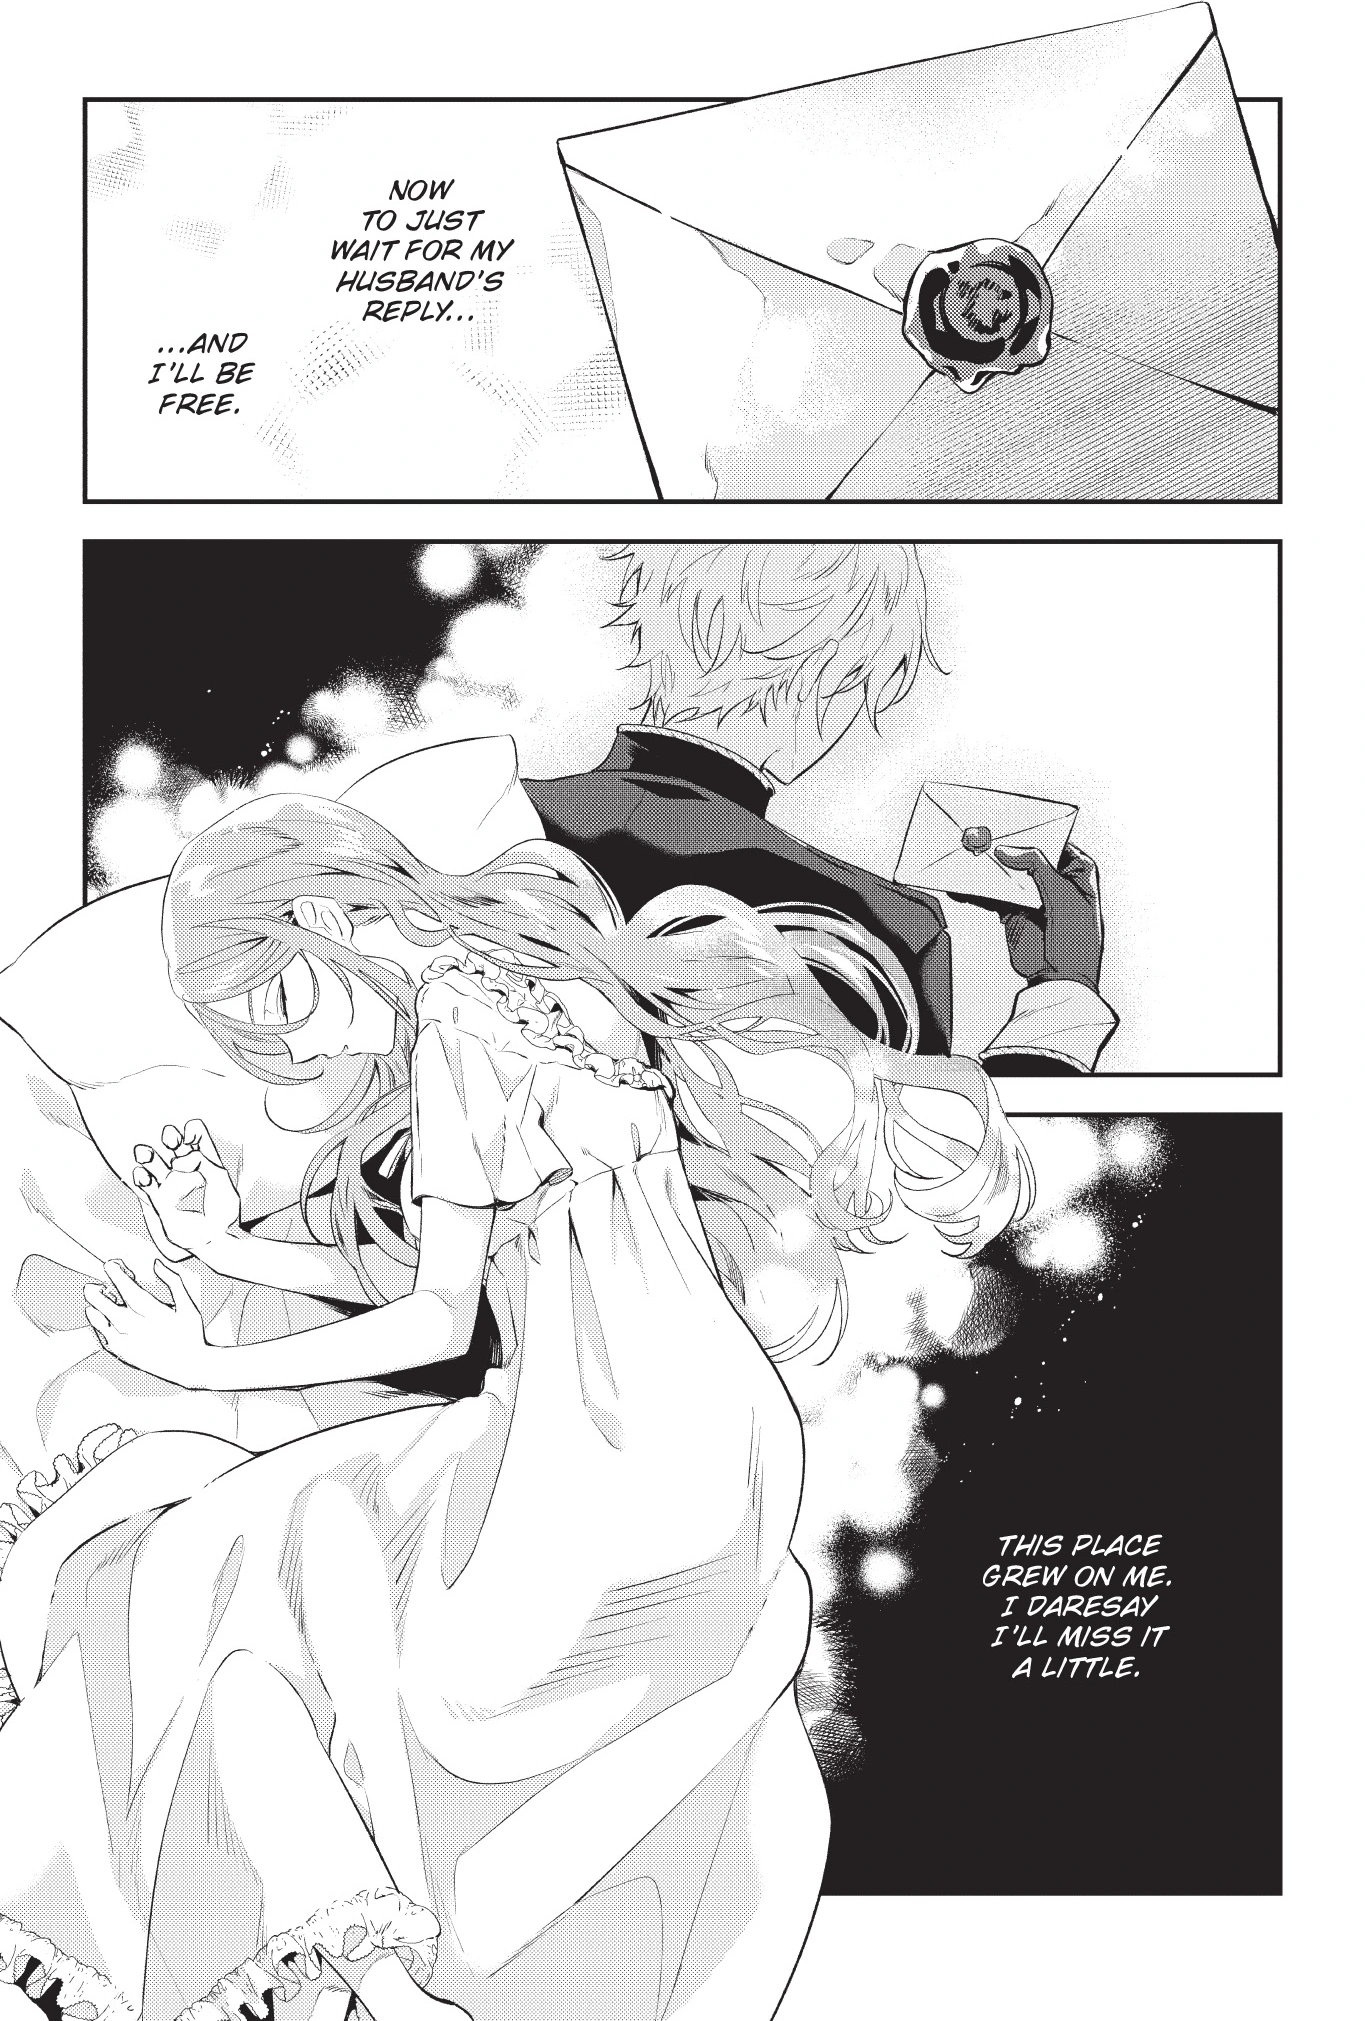 NOW
TO JUST
WAIT FOR MY
HUSBAND'S
REPLY...
...AND
I'LL BE
FREE.
C
THIS PLACE
GREW ON ME.
I DARESAY
I'LL MISS IT
A LITTLE.